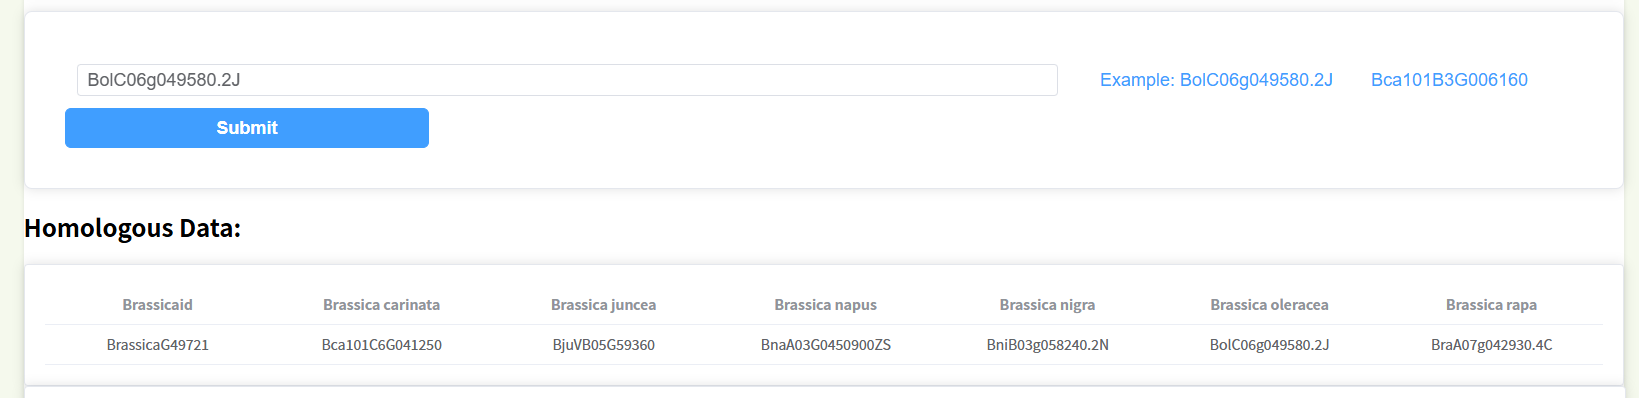 BolC06g049580.2J Example: BolC06g049580.2J Bca101B3G006160
Submit
Homologous Data:
Brassicaid Brassica carinata Brassica juncea Brassica napus Brassica nigra Brassica oleracea Brassica rapa
BrassicaG49721 Bca101C6G041250 BjuVB05G59360 BnaA03G0450900ZS BniB03g058240.2N BolC06g049580.2J BraA07g042930.4C